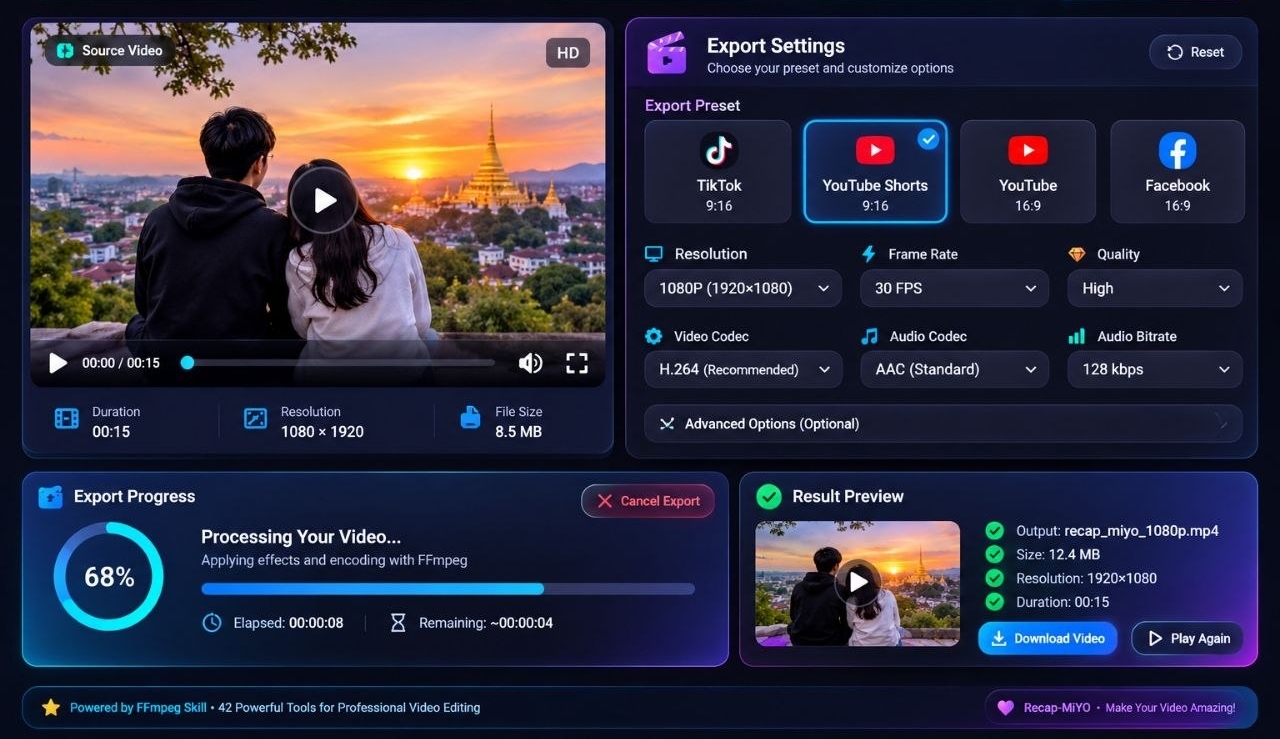 Source Video
HD
00:00 / 00:15
Duration
00:15
Resolution
1080 × 1920
File Size
8.5 MB
Export Settings
Choose your preset and customize options
Reset
Export Preset
TikTok
9:16
YouTube Shorts
9:16
YouTube
16:9
Facebook
16:9
Resolution
1080P (1920×1080)
Frame Rate
30 FPS
Quality
High
Video Codec
H.264 (Recommended)
Audio Codec
AAC (Standard)
Audio Bitrate
128 kbps
Advanced Options (Optional)
Export Progress
Cancel Export
68%
Processing Your Video...
Applying effects and encoding with FFmpeg
Elapsed: 00:00:08
Remaining: ~00:00:04
Result Preview
Output: recap_miyo_1080p.mp4
Size: 12.4 MB
Resolution: 1920×1080
Duration: 00:15
Download Video
Play Again
Powered by FFmpeg Skill • 42 Powerful Tools for Professional Video Editing
Recap-MiYO • Make Your Video Amazing!